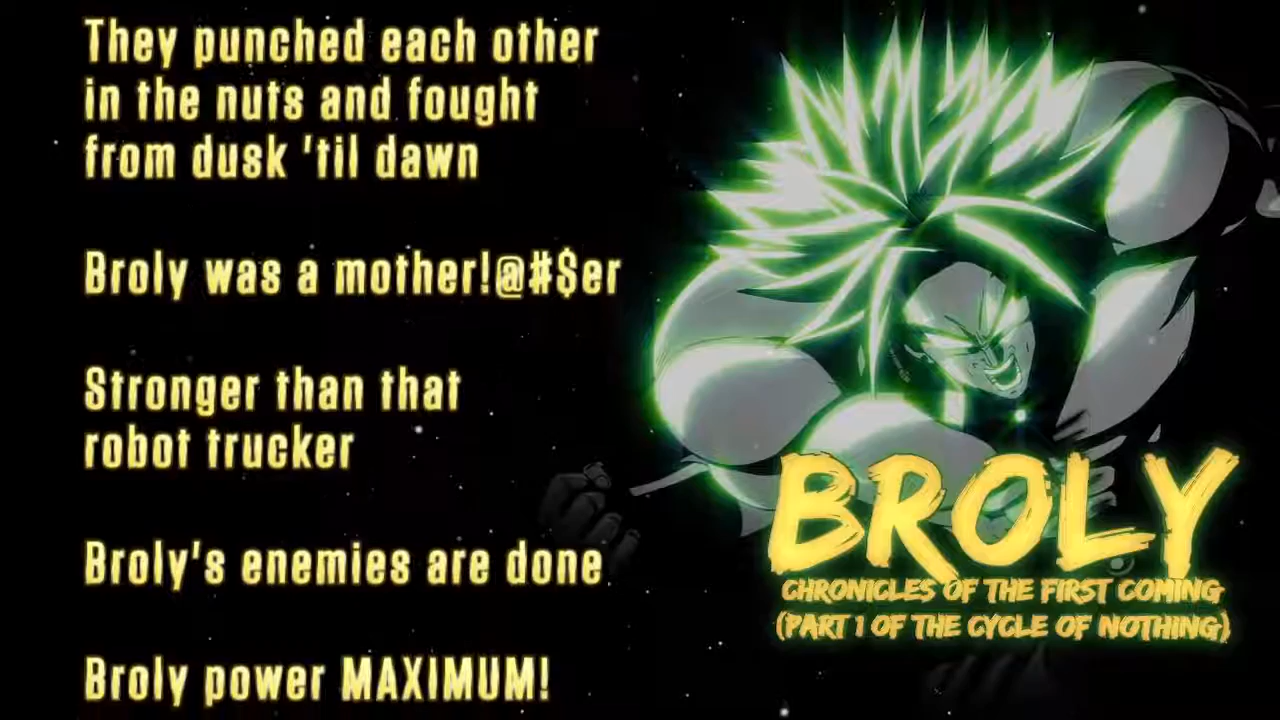 They punched each other
in the nuts and fought
from dusk 'til dawn
Broly was a mother!@#$er
Stronger than that
robot trucker
Broly's enemies are done
Broly power MAXIMUM!
BROLY
CHRONICLES OF THE FIRST COMING
(PART 1 OF THE CYCLE OF NOTHING)